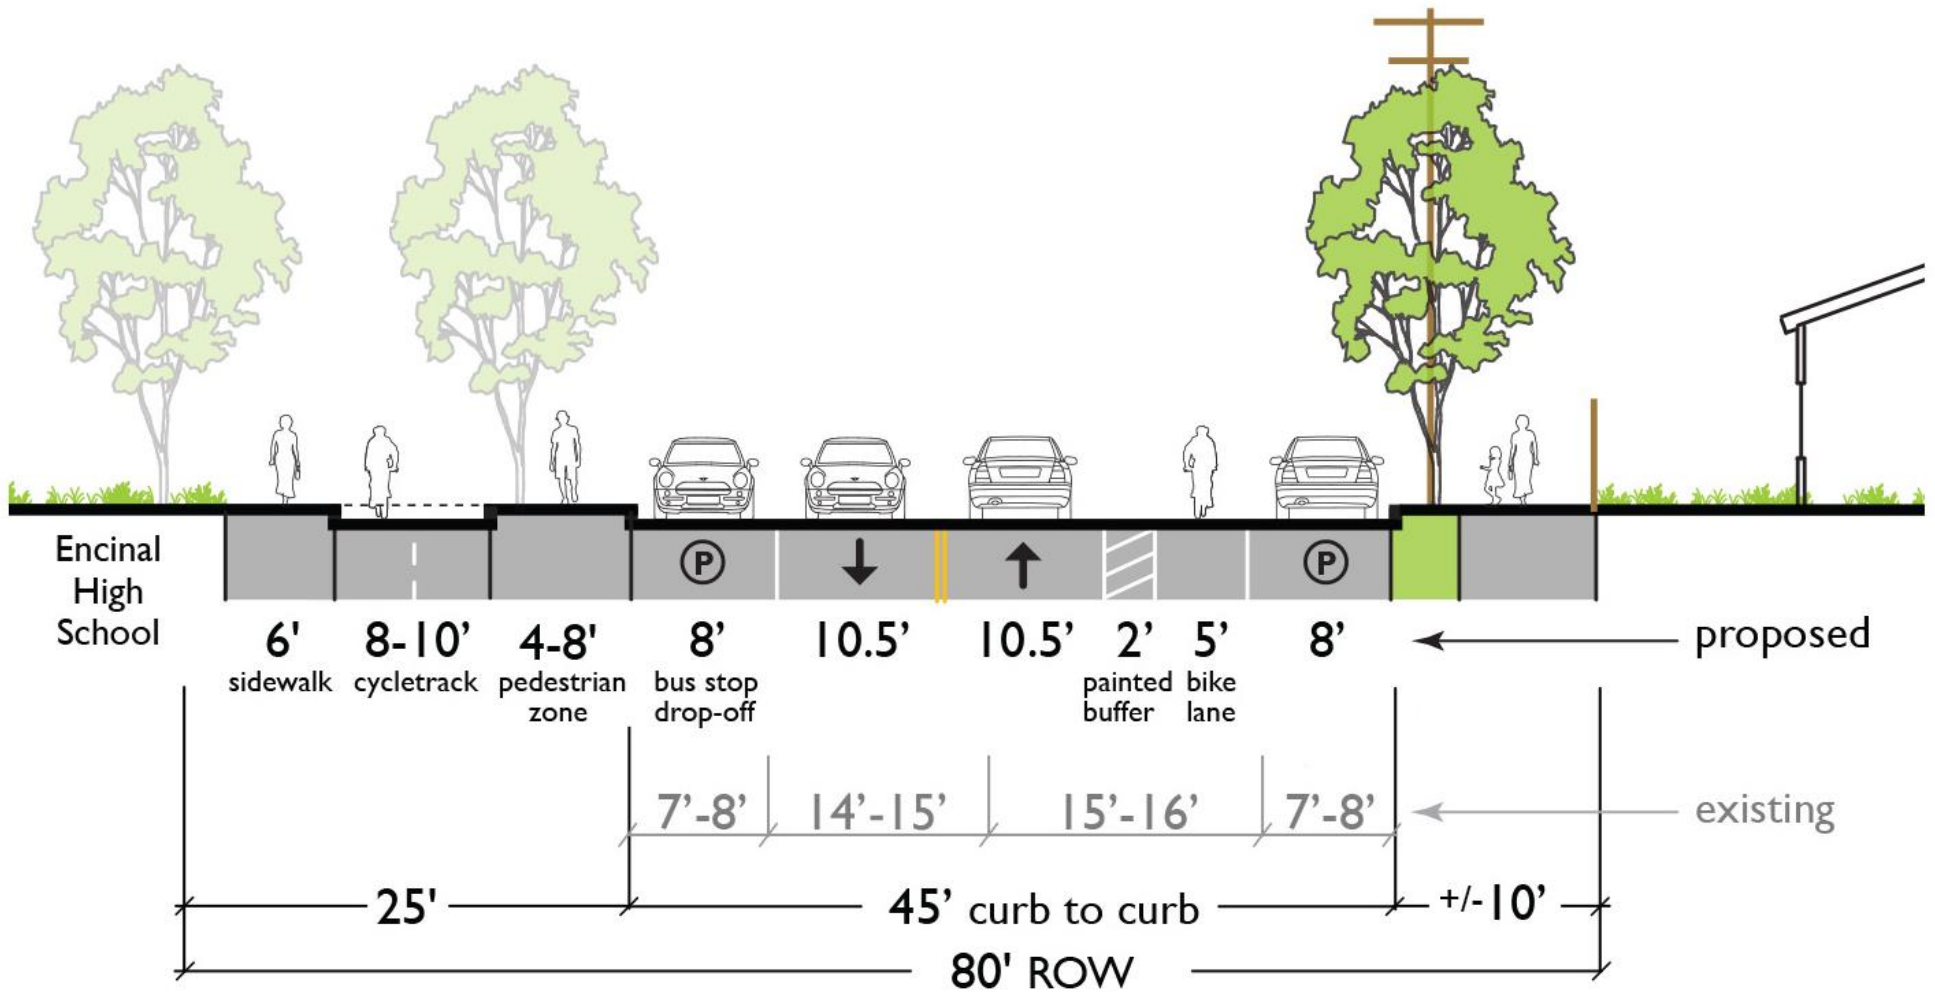 Encinal
High
School
P
P
6' 8-10’ 4-8' 8’ 10.5’ 10.5’ 2’ 5’ 8’ proposed
sidewalk cycletrack pedestrian zone bus stop drop-off painted buffer bike lane
7’-8’ 14’-15’ 15’-16’ 7’-8’ existing
25' 45’ curb to curb +/-10’
80' ROW